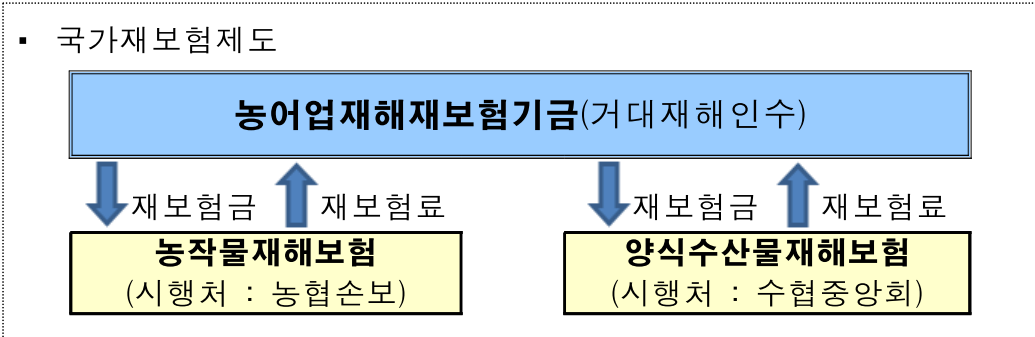 ▪ 국가재보험제도
농어업재해재보험기금(거대재해인수)
재보험금 재보험료 재보험금 재보험료
농작물재해보험 양식수산물재해보험
(시행처 : 농협손보) (시행처 : 수협중앙회)